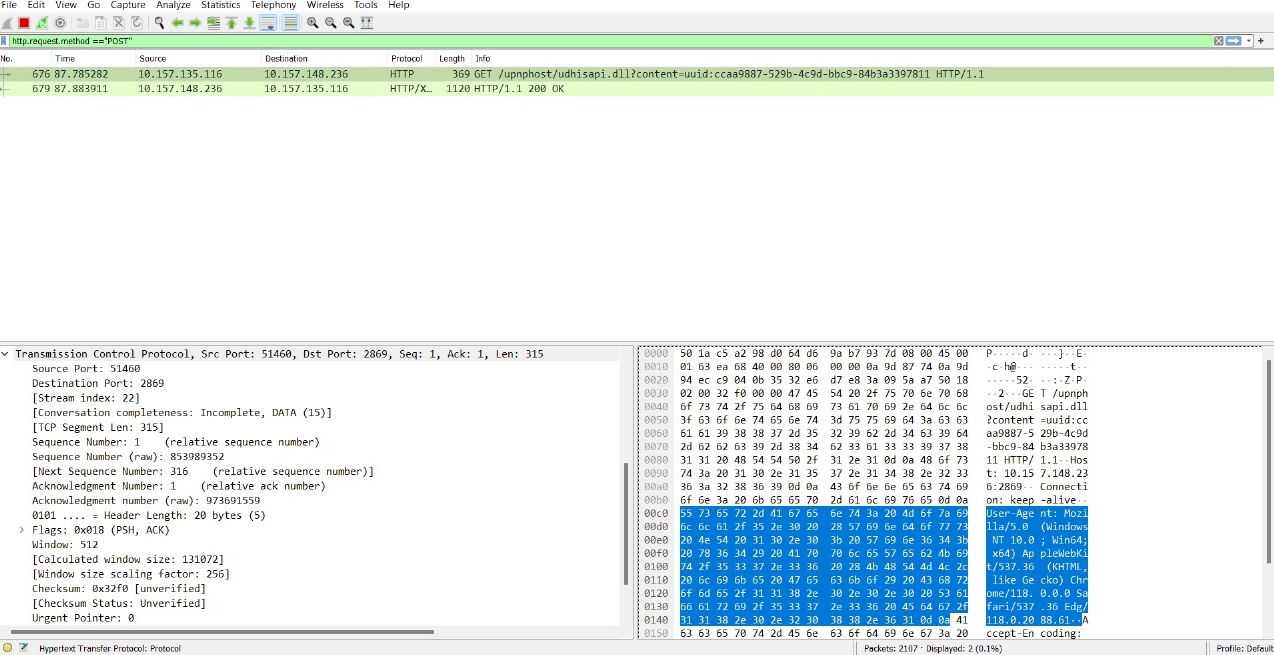 File Edit View Go Capture Analyze Statistics Telephony Wireless Tools Help
http.request.method =="POST"
No. Time Source Destination Protocol Length Info
676 87.785282 10.157.135.116 10.157.148.236 HTTP 369 GET /upnphost/udhisapi.dll?content=uuid:ccaa9887-529b-4c9d-bbc9-84b3a3397811 HTTP/1.1
679 87.883911 10.157.148.236 10.157.135.116 HTTP/X… 1120 HTTP/1.1 200 OK
Transmission Control Protocol, Src Port: 51460, Dst Port: 2869, Seq: 1, Ack: 1, Len: 315
Source Port: 51460
Destination Port: 2869
[Stream index: 22]
[Conversation completeness: Incomplete, DATA (15)]
[TCP Segment Len: 315]
Sequence Number: 1 (relative sequence number)
Sequence Number (raw): 853989352
[Next Sequence Number: 316 (relative sequence number)]
Acknowledgment Number: 1 (relative ack number)
Acknowledgment number (raw): 973691559
0101 .... = Header Length: 20 bytes (5)
Flags: 0x018 (PSH, ACK)
Window: 512
[Calculated window size: 131072]
[Window size scaling factor: 256]
Checksum: 0x32f0 [unverified]
[Checksum Status: Unverified]
Urgent Pointer: 0
0000 50 1a c5 a2 98 d0 64 d6 9a b7 93 7d 08 00 45 00 P·····d· ···}··E·
0010 01 63 ea 68 40 00 80 06 00 00 0a 9d 87 74 0a 9d ·c·h@··· ·····t··
0020 94 ec c9 04 0b 35 32 e6 d7 e8 3a 09 5a a7 50 18 ·····52· ··:·Z·P·
0030 02 00 32 f0 00 00 47 45 54 20 2f 75 70 6e 70 68 ··2···GE T /upnph
0040 6f 73 74 2f 75 64 68 69 73 61 70 69 2e 64 6c 6c ost/udhi sapi.dll
0050 3f 63 6f 6e 74 65 6e 74 3d 75 75 69 64 3a 63 63 ?content =uuid:cc
0060 61 61 39 38 38 37 2d 35 32 39 62 2d 34 63 39 64 aa9887-5 29b-4c9d
0070 2d 62 62 63 39 2d 38 34 62 33 61 33 33 39 37 38 -bbc9-84 b3a33978
0080 31 31 20 48 54 54 50 2f 31 2e 31 0d 0a 48 6f 73 11 HTTP/ 1.1··Hos
0090 74 3a 20 31 30 2e 31 35 37 2e 31 34 38 2e 32 33 t: 10.15 7.148.23
00a0 36 3a 32 38 36 39 0d 0a 43 6f 6e 6e 65 63 74 69 6:2869·· Connecti
00b0 6f 6e 3a 20 6b 65 65 70 2d 61 6c 69 76 65 0d 0a on: keep -alive··
00c0 55 73 65 72 2d 41 67 65 6e 74 3a 20 4d 6f 7a 69 User-Age nt: Mozi
00d0 6c 6c 61 2f 35 2e 30 20 28 57 69 6e 64 6f 77 73 lla/5.0 (Windows
00e0 20 4e 54 20 31 30 2e 30 3b 20 57 69 6e 36 34 3b NT 10.0 ; Win64;
00f0 20 78 36 34 29 20 41 70 70 6c 65 57 65 62 4b 69 x64) Ap pleWebKi
0100 74 2f 35 33 37 2e 33 36 20 28 4b 48 54 4d 4c 2c t/537.36 (KHTML,
0110 20 6c 69 6b 65 20 47 65 63 6b 6f 29 20 43 68 72 like Ge cko) Chr
0120 6f 6d 65 2f 31 31 38 2e 30 2e 30 2e 30 20 53 61 ome/118. 0.0.0 Sa
0130 66 61 72 69 2f 35 33 37 2e 33 36 20 45 64 67 2f fari/537 .36 Edg/
0140 31 31 38 2e 30 2e 32 30 38 38 2e 36 31 0d 0a 41 118.0.20 88.61··A
0150 63 63 65 70 74 2d 45 6e 63 6f 64 69 6e 67 3a 20 ccept-En coding:
Hypertext Transfer Protocol: Protocol
Packets: 2107 · Displayed: 2 (0.1%)
Profile: Default